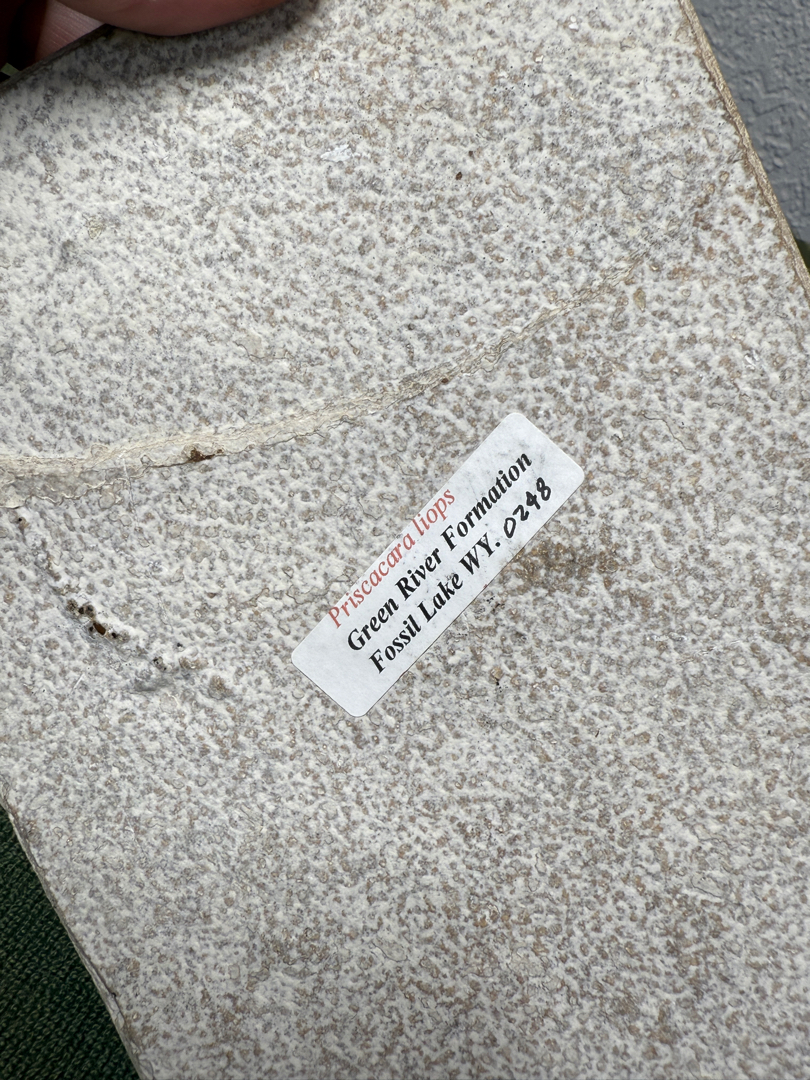 Priscacara liops
Green River Formation
Fossil Lake WY. 0248